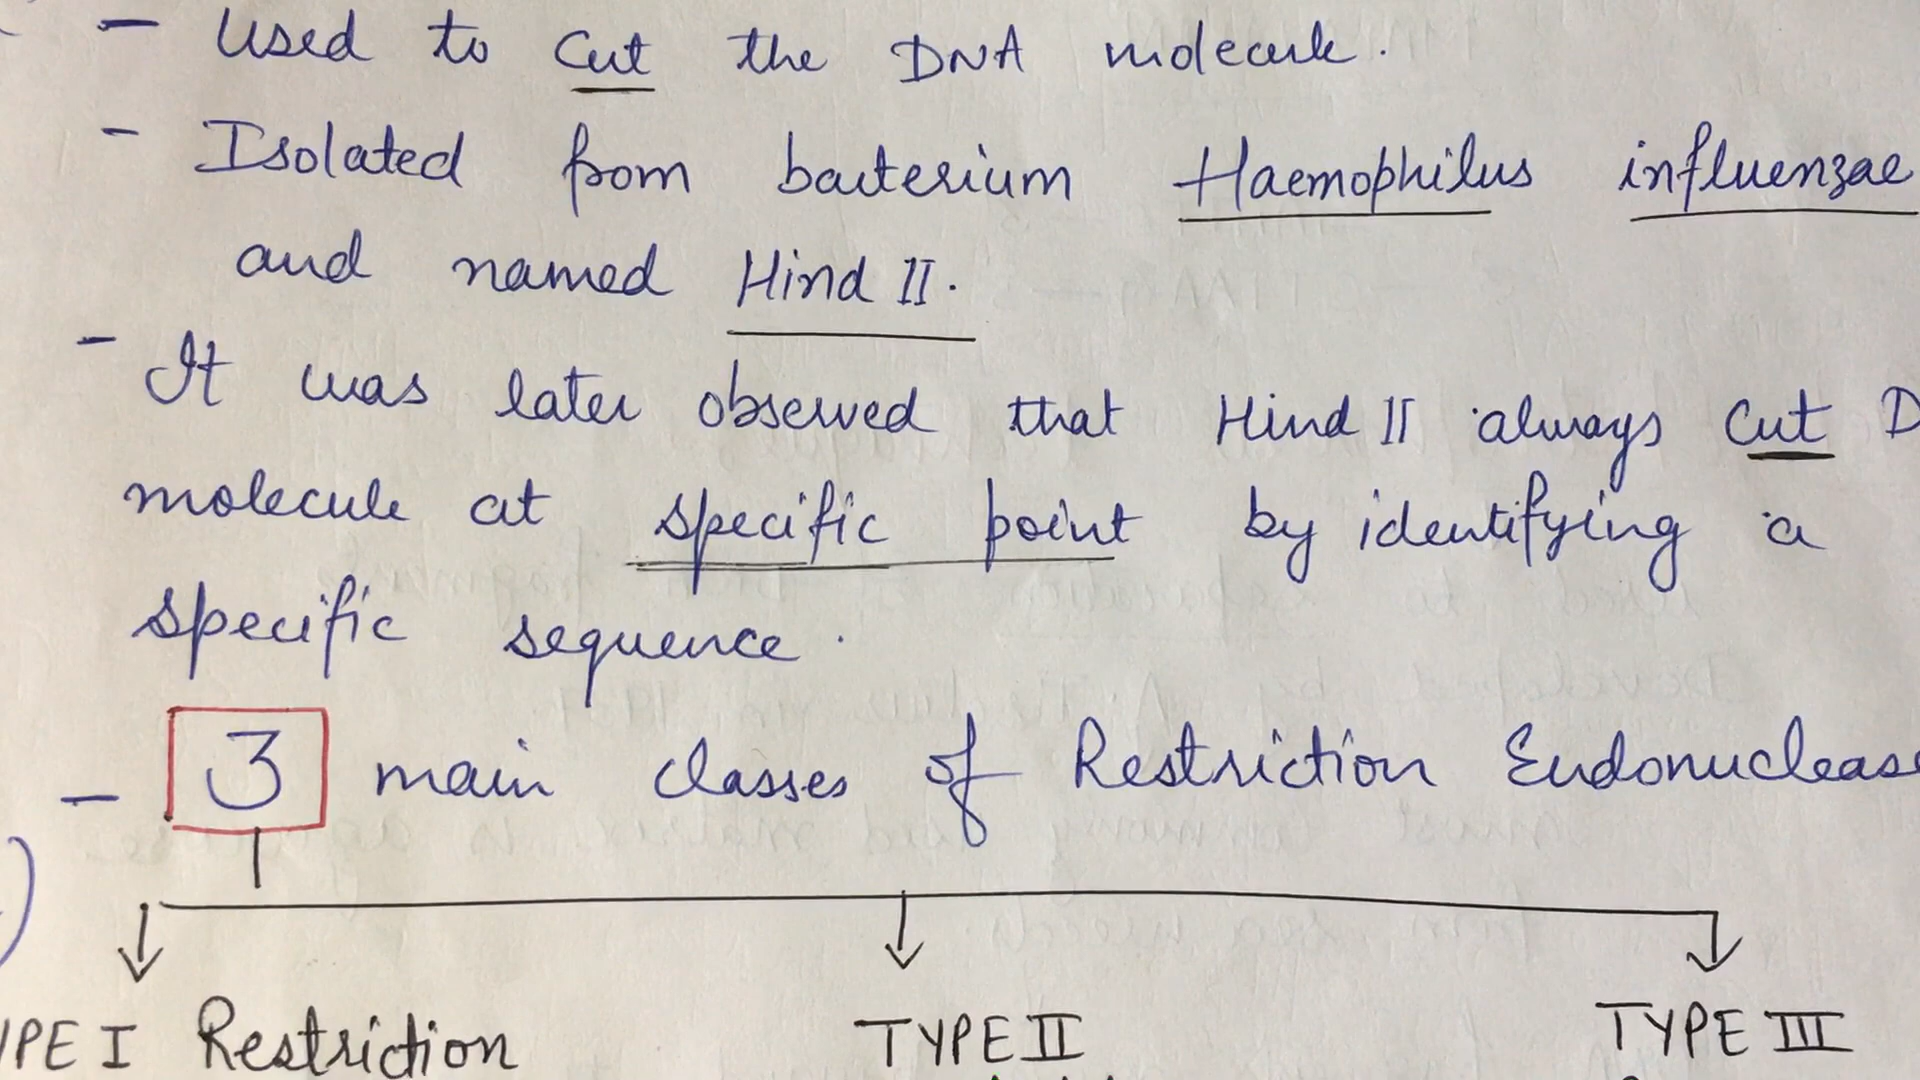 - Used to cut the DNA molecule.
- Isolated from bacterium Haemophilus influenzae
and named Hind II.
- It was later observed that Hind II always cut D
molecule at specific point by identifying a
specific sequence.
- 3 main classes of Restriction Endonuclease
YPE I Restriction TYPE II TYPE III